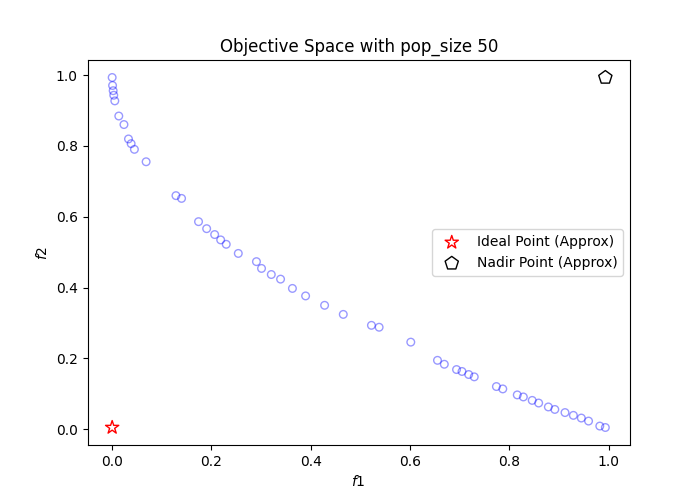 Objective Space with pop_size 50
1.0
0.8
0.6
0.4
0.2
0.0
f2
Ideal Point (Approx)
Nadir Point (Approx)
0.0 0.2 0.4 0.6 0.8 1.0
f1